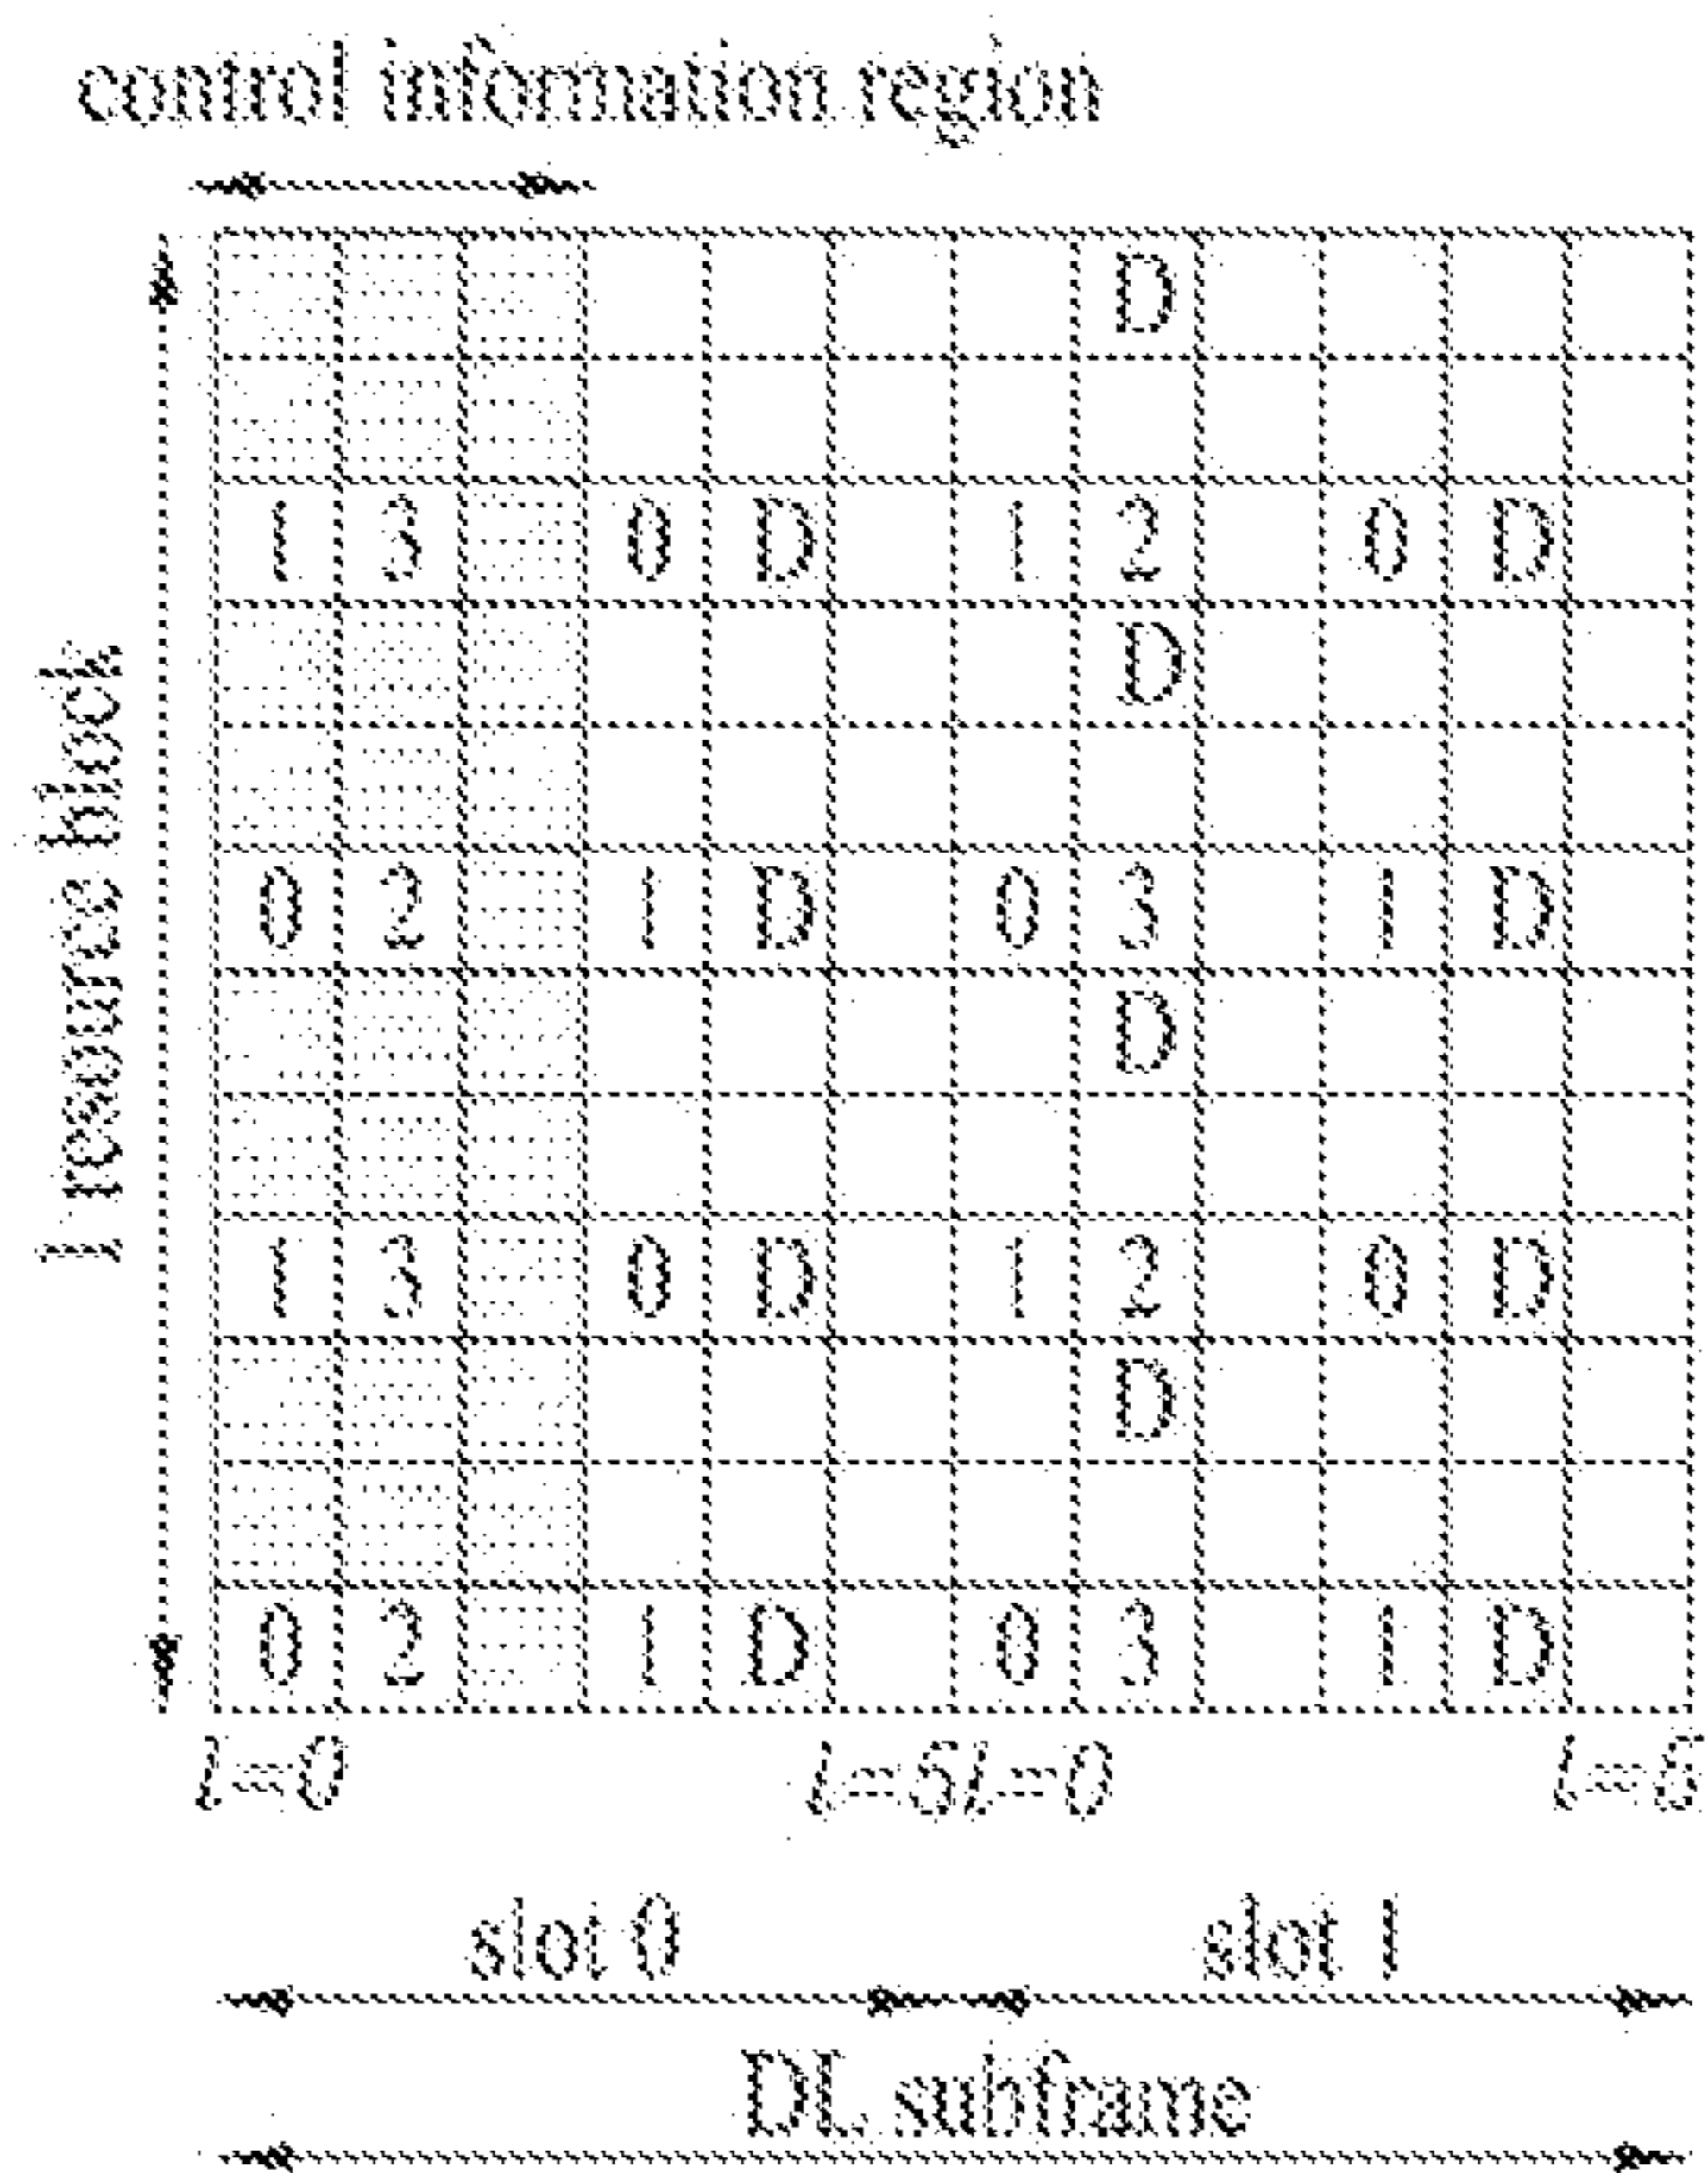 control information region
D
1 3 0 D 1 2 0 D
D
0 2 1 D 0 3 1 D
D
1 3 0 D 1 2 0 D
D
0 2 1 D 0 3 1 D
1 resource block
l=0 l=5 l=0 l=5
slot 0 slot 1
DL subframe